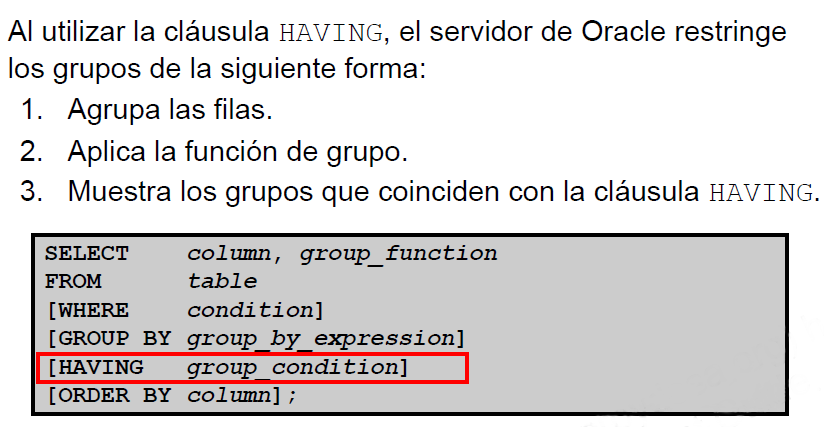 Al utilizar la cláusula HAVING, el servidor de Oracle restringe
los grupos de la siguiente forma:
1. Agrupa las filas.
2. Aplica la función de grupo.
3. Muestra los grupos que coinciden con la cláusula HAVING.
SELECT column, group_function
FROM table
[WHERE condition]
[GROUP BY group_by_expression]
[HAVING group_condition]
[ORDER BY column];